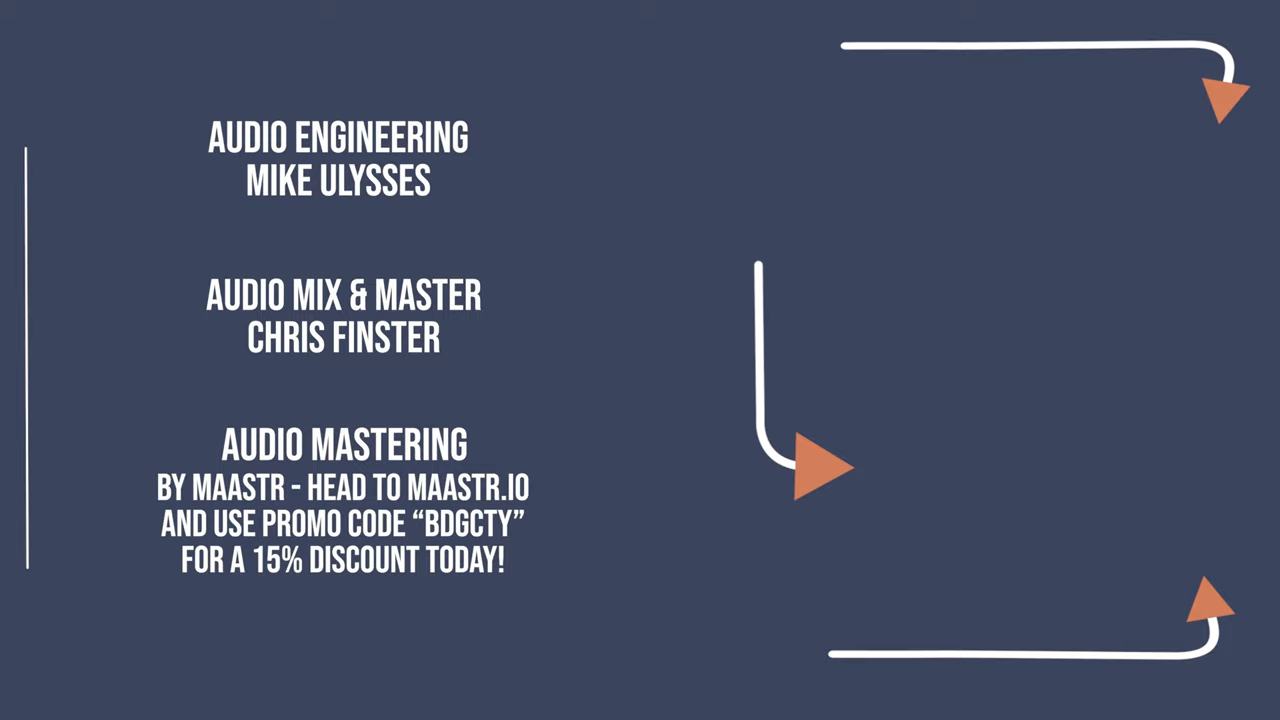 AUDIO ENGINEERING
MIKE ULYSSES
AUDIO MIX & MASTER
CHRIS FINSTER
AUDIO MASTERING
BY MAASTR - HEAD TO MAASTR.IO
AND USE PROMO CODE “BDGCTY”
FOR A 15% DISCOUNT TODAY!